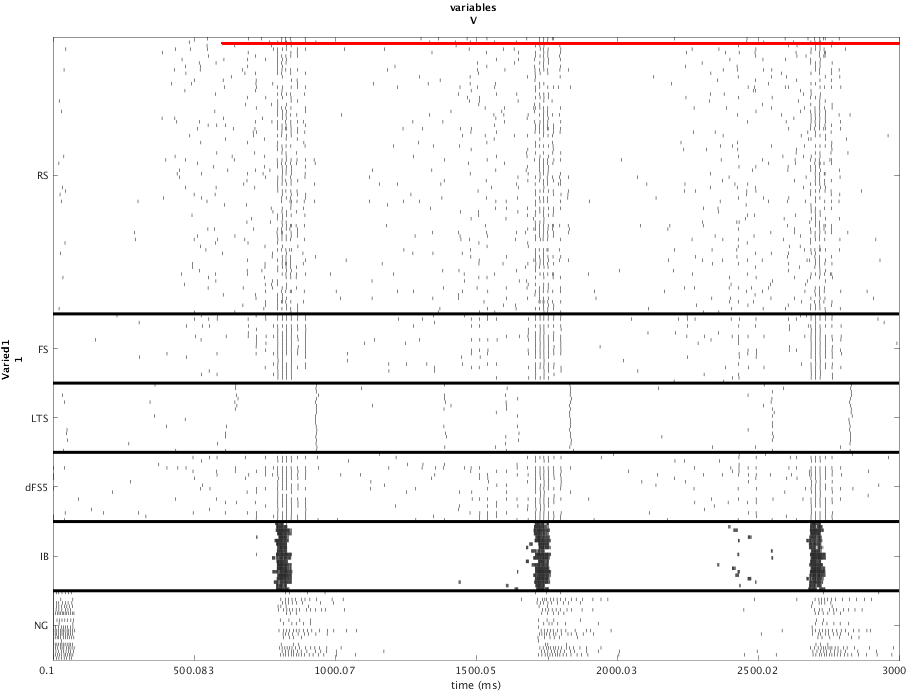 variables
V
RS
FS
LTS
dFS5
IB
NG
Varied1
1
0.1 500.083 1000.07 1500.05 2000.03 2500.02 3000
time (ms)